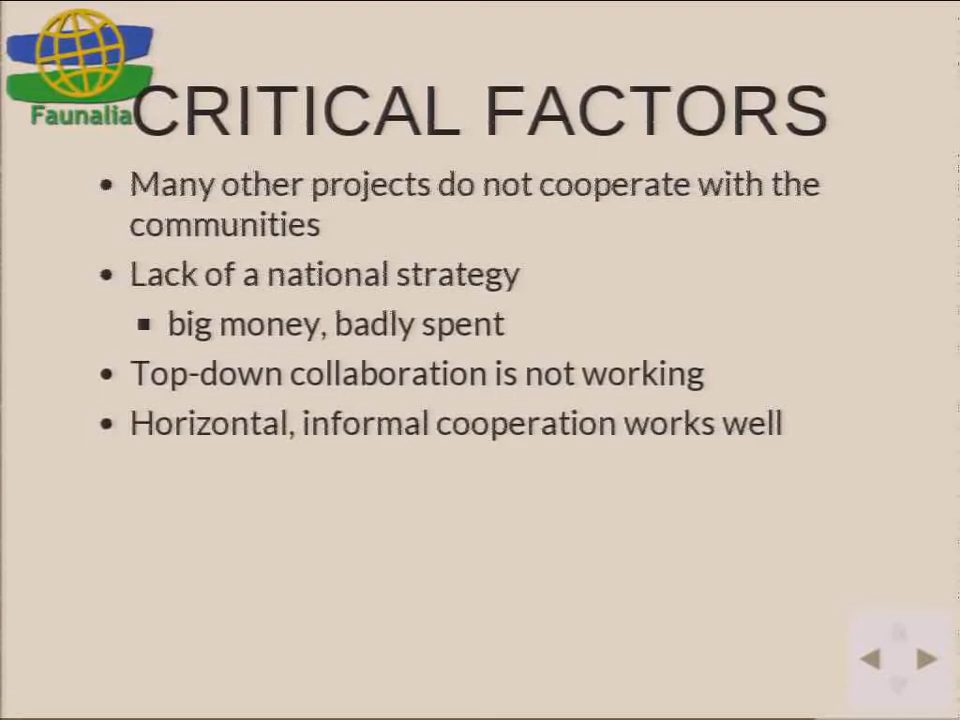 Faunalia
CRITICAL FACTORS
• Many other projects do not cooperate with the
communities
• Lack of a national strategy
▪ big money, badly spent
• Top-down collaboration is not working
• Horizontal, informal cooperation works well